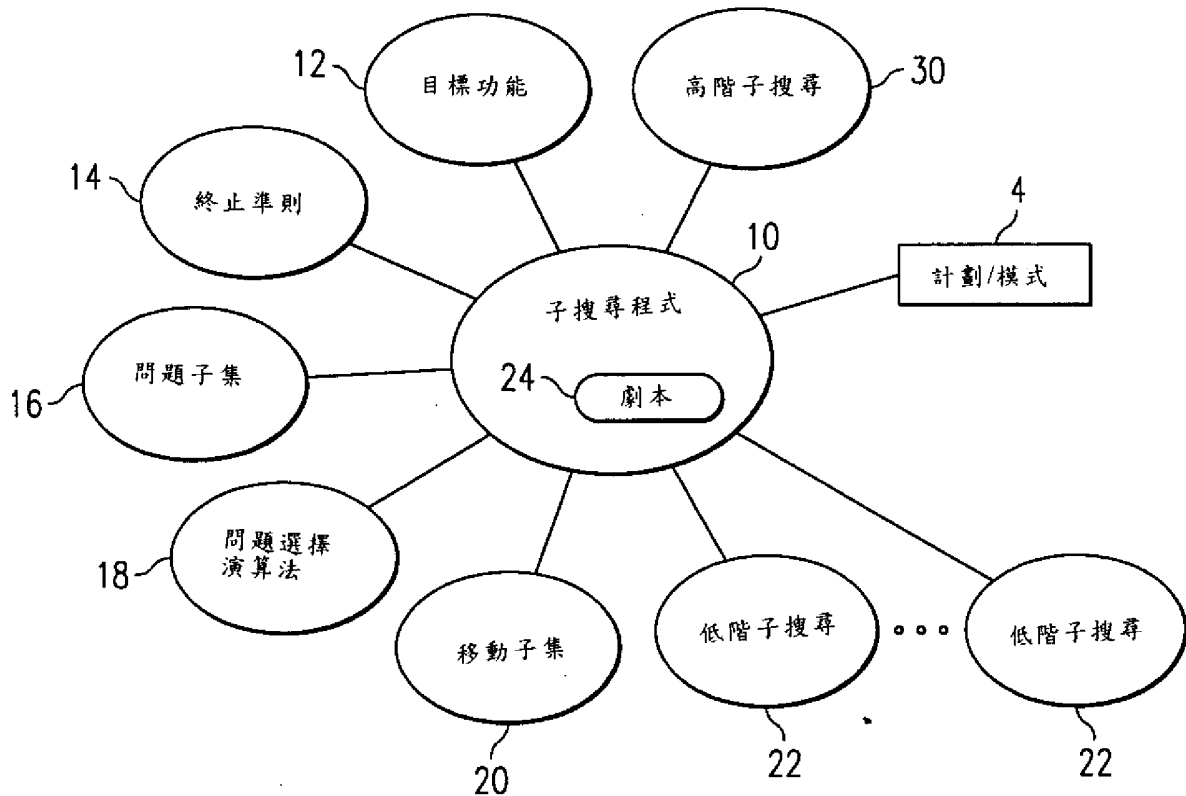 12
目標功能
高階子搜尋
30
14
終止準則
4
計劃/模式
10
子搜尋程式
24
劇本
16
問題子集
18
問題選擇
演算法
20
移動子集
低階子搜尋
22
低階子搜尋
22